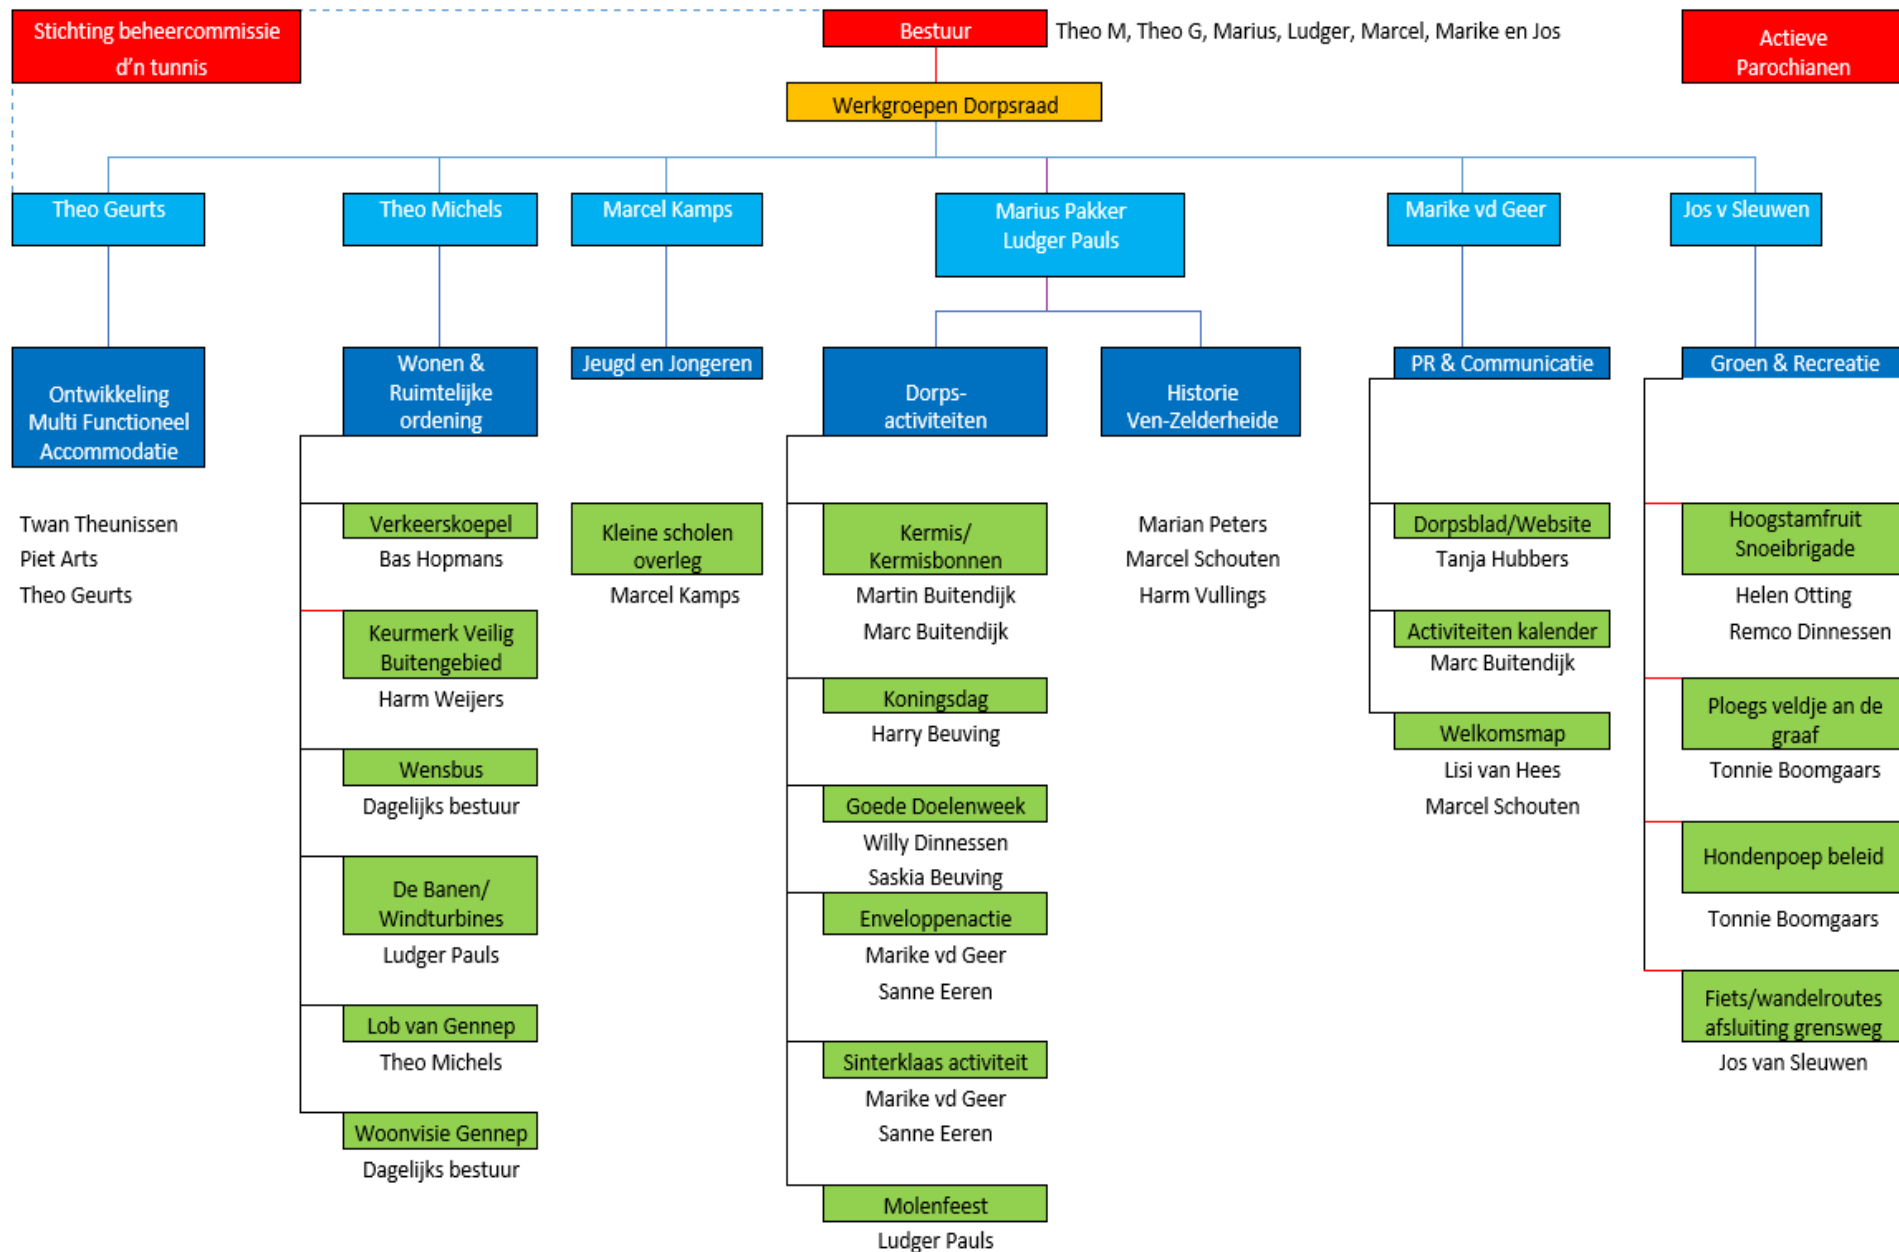 Stichting beheercommissie
d'n tunnis
Bestuur
Theo M, Theo G, Marius, Ludger, Marcel, Marike en Jos
Actieve
Parochianen
Werkgroepen Dorpsraad
Theo Geurts
Theo Michels
Marcel Kamps
Marius Pakker
Ludger Pauls
Marike vd Geer
Jos v Sleuwen
Ontwikkeling
Multi Functioneel
Accommodatie
Twan Theunissen
Piet Arts
Theo Geurts
Wonen &
Ruimtelijke
ordening
Verkeerskoepel
Bas Hopmans
Keurmerk Veilig
Buitengebied
Harm Weijers
Wensbus
Dagelijks bestuur
De Banen/
Windturbines
Ludger Pauls
Lob van Gennep
Theo Michels
Woonvisie Gennep
Dagelijks bestuur
Jeugd en Jongeren
Kleine scholen
overleg
Marcel Kamps
Dorps-
activiteiten
Kermis/
Kermisbonnen
Martin Buitendijk
Marc Buitendijk
Koningsdag
Harry Beuving
Goede Doelenweek
Willy Dinnessen
Saskia Beuving
Enveloppenactie
Marike vd Geer
Sanne Eeren
Sinterklaas activiteit
Marike vd Geer
Sanne Eeren
Molenfeest
Ludger Pauls
Historie
Ven-Zelderheide
Marian Peters
Marcel Schouten
Harm Vullings
PR & Communicatie
Dorpsblad/Website
Tanja Hubbers
Activiteiten kalender
Marc Buitendijk
Welkomsmap
Lisi van Hees
Marcel Schouten
Groen & Recreatie
Hoogstamfruit
Snoeibrigade
Helen Otting
Remco Dinnessen
Ploegs veldje an de
graaf
Tonnie Boomgaars
Hondenpoep beleid
Tonnie Boomgaars
Fiets/wandelroutes
afsluiting grensweg
Jos van Sleuwen